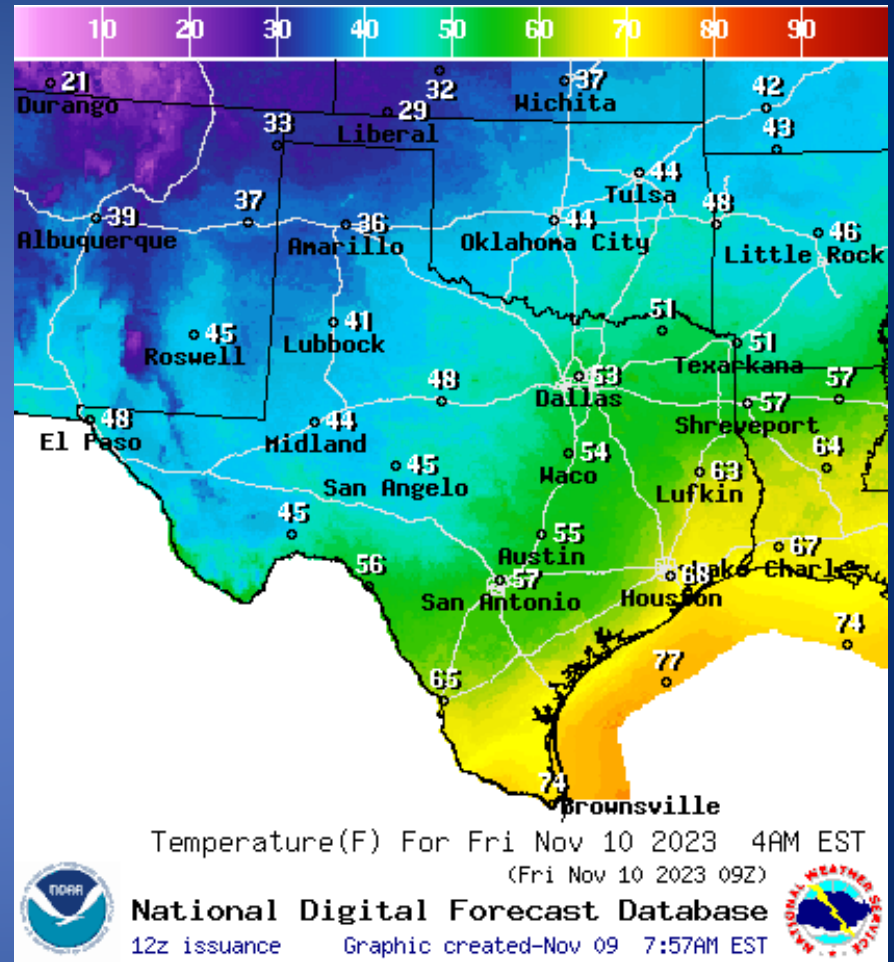 10 20 30 40 50 60 70 80 90
21
Durango
32
37
Wichita
42
29
Liberal
33
43
44
Tulsa
39
Albuquerque
37
36
Amarillo
44
Oklahoma City
48
46
Little Rock
45
Roswell
41
Lubbock
51
51
Texarkana
53
Dallas
48
57
Shreveport
57
48
El Paso
44
Midland
45
San Angelo
54
Waco
63
Lufkin
64
45
55
Austin
67
Lake Charles
56
57
San Antonio
68
Houston
74
77
65
74
Brownsville
Temperature(F) For Fri Nov 10 2023 4AM EST
(Fri Nov 10 2023 09Z)
NOAA
National Digital Forecast Database
12z issuance Graphic created-Nov 09 7:57AM EST
NATIONAL WEATHER SERVICE